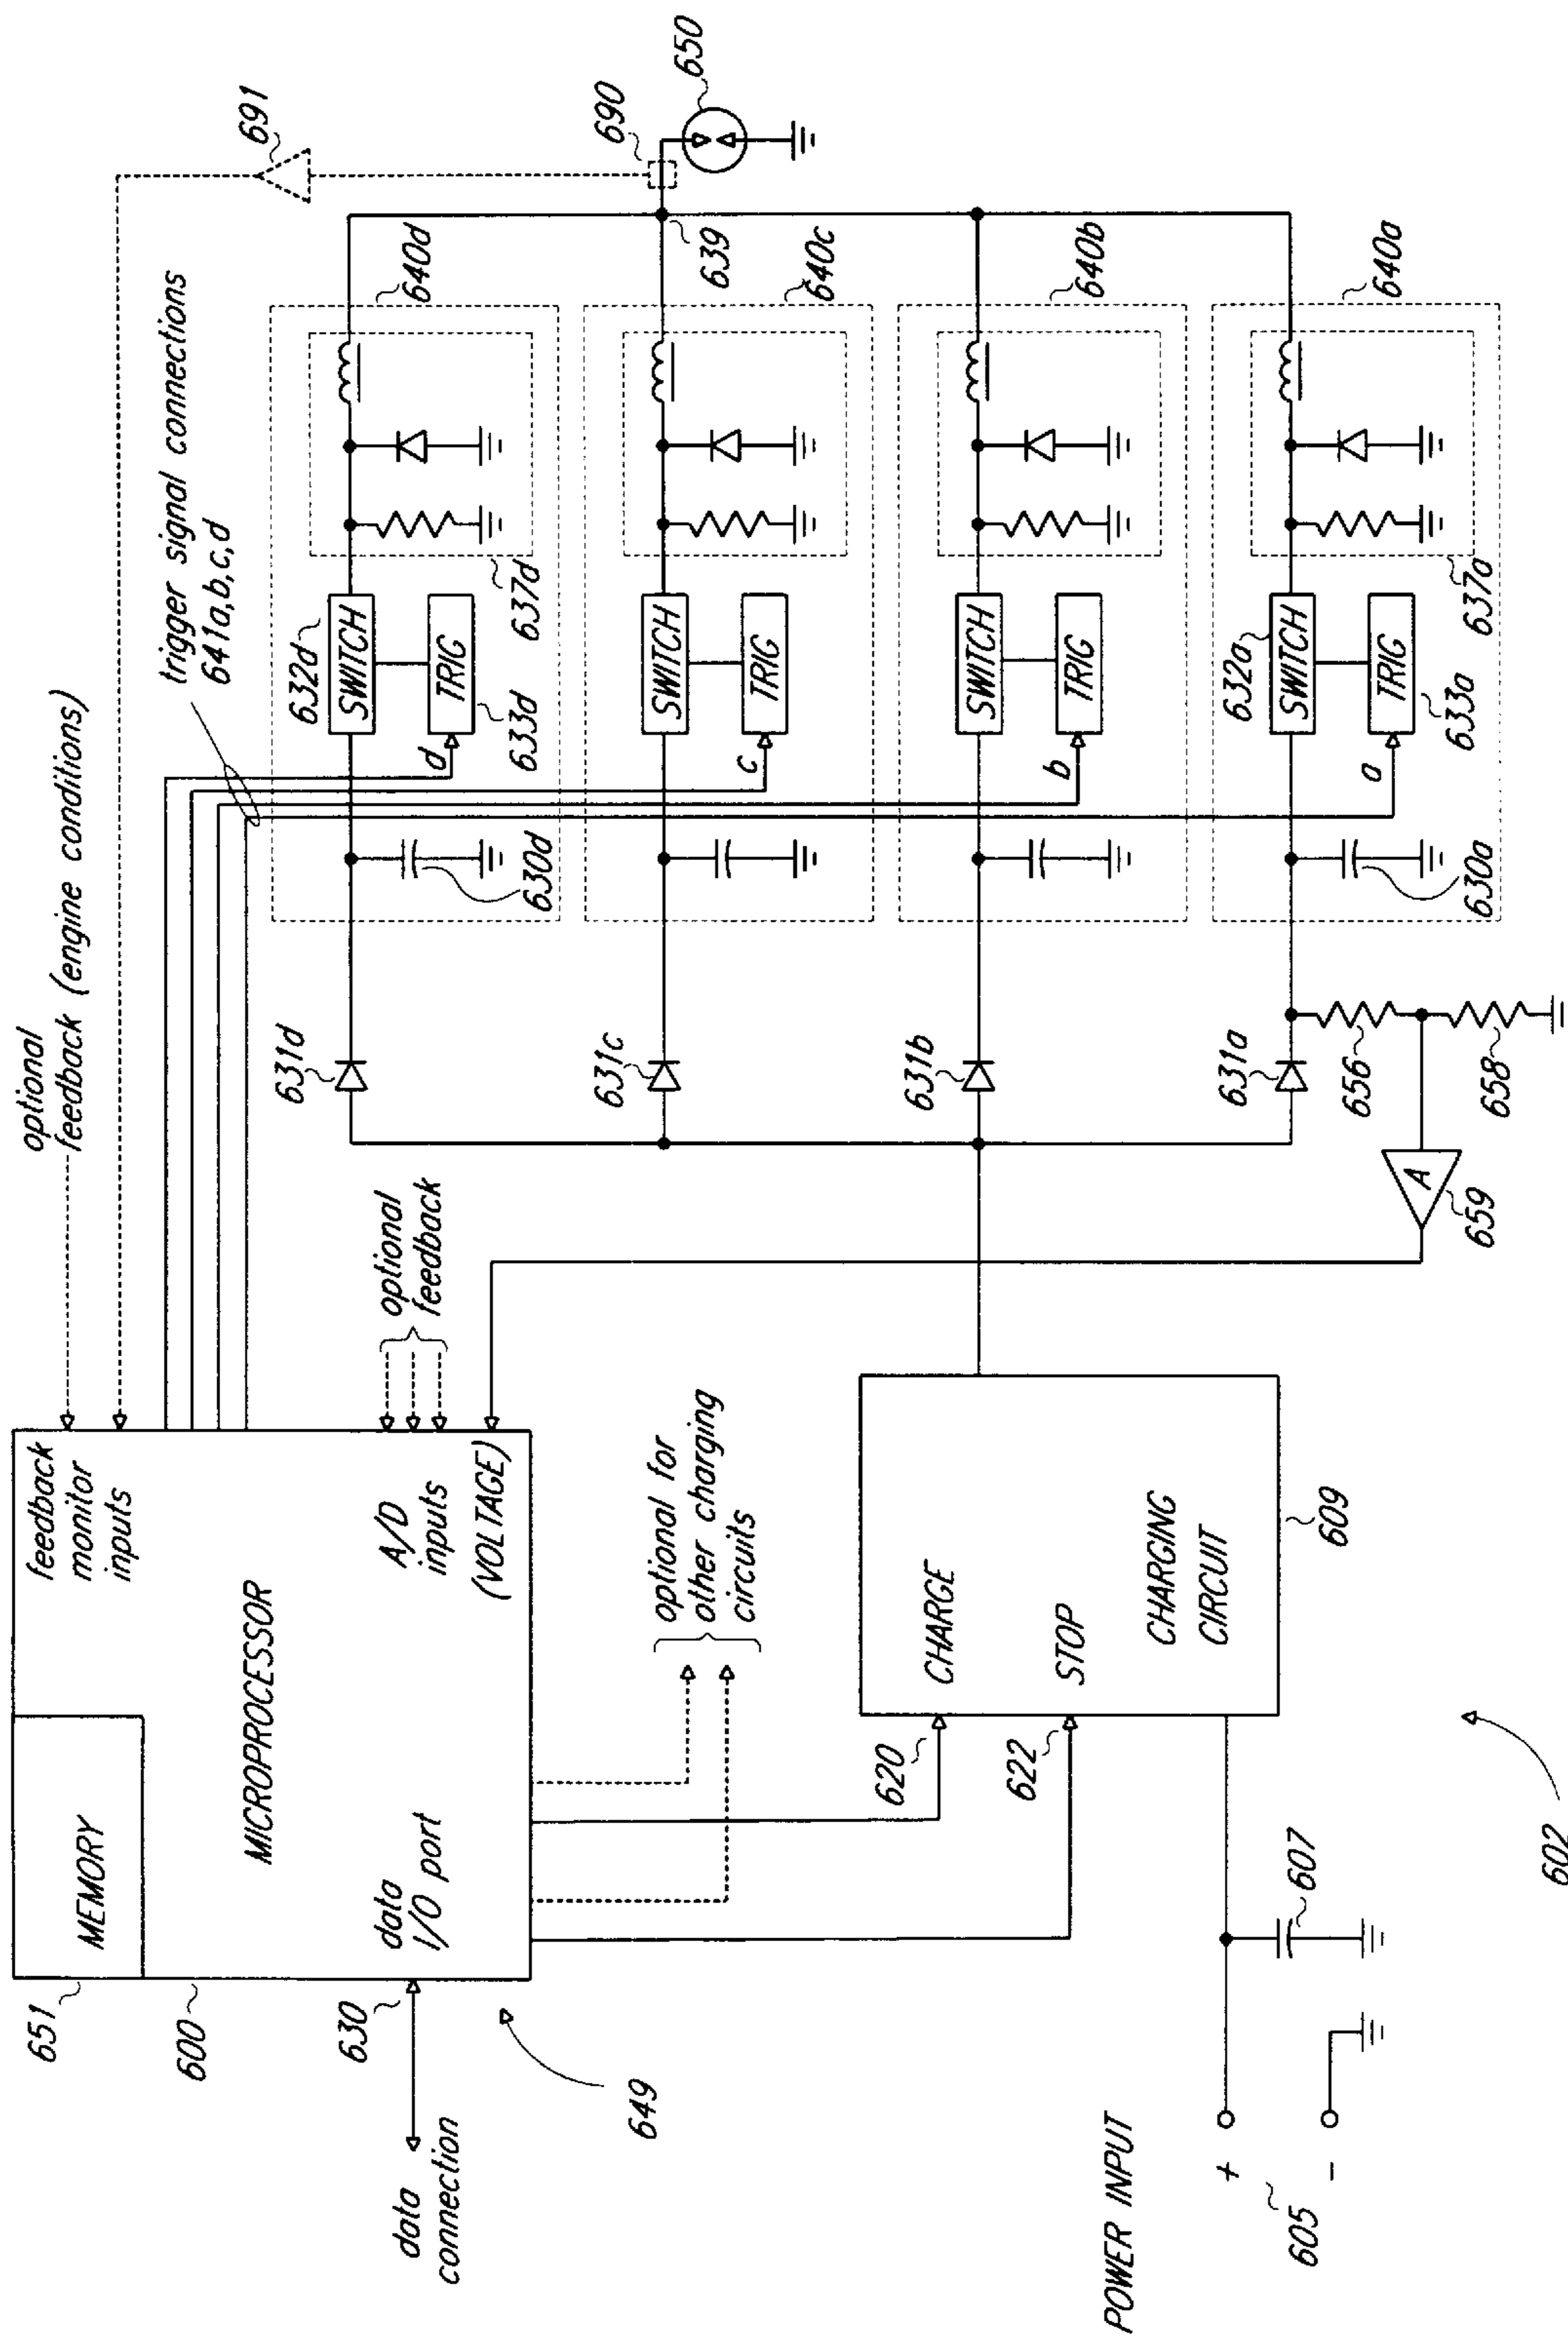 651
600
630
data
connection
649
MEMORY
MICROPROCESSOR
data
I/O port
feedback
monitor
inputs
A/D
inputs
(VOLTAGE)
optional
feedback (engine conditions)
optional
feedback
optional for
other charging
circuits
trigger signal connections
641a,b,c,d
691
690
650
639
631d
630d
632d
SWITCH
TRIG
d
633d
637d
640d
631c
SWITCH
TRIG
c
640c
631b
SWITCH
TRIG
b
640b
631a
630a
632a
SWITCH
TRIG
a
633a
637a
640a
656
658
A
659
620
622
CHARGE
STOP
CHARGING
CIRCUIT
609
POWER INPUT
+
-
605
607
602